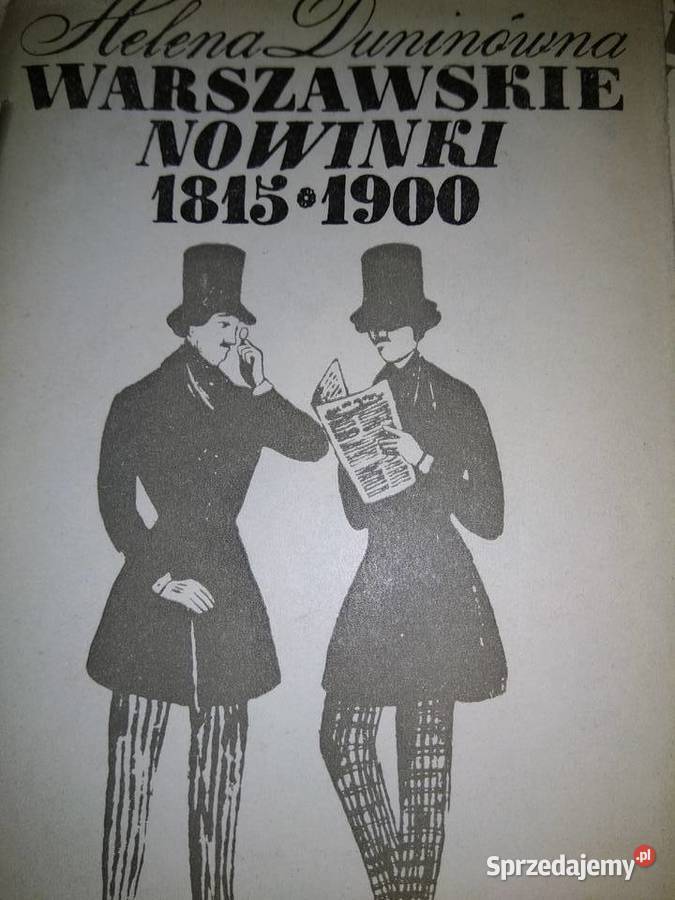 Helena Duninówna
WARSZAWSKIE
NOWINKI
1815 • 1900
Sprzedajemy.pl